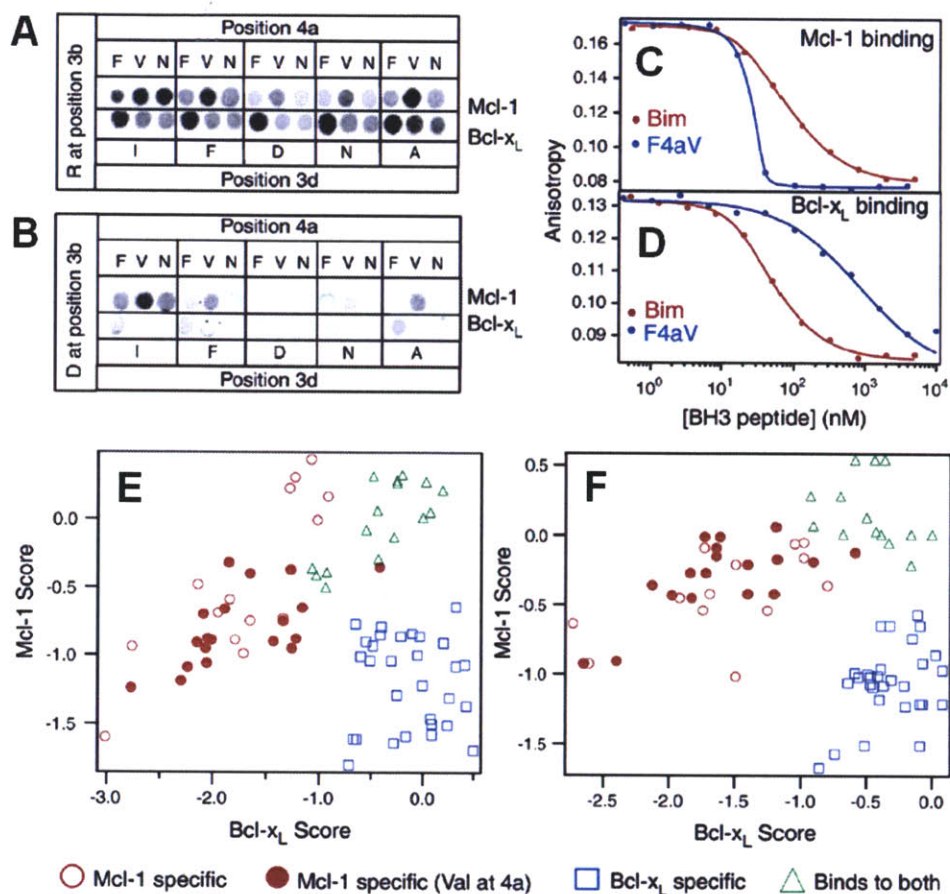 A
R at position 3b
Position 4a
F V N F V N F V N F V N F V N
Mcl-1
Bcl-xL
I F D N A
Position 3d
B
D at position 3b
Position 4a
F V N F V N F V N F V N F V N
Mcl-1
Bcl-xL
I F D N A
Position 3d
Anisotropy
C
Mcl-1 binding
0.16
0.14
0.12
0.10
0.08
Bim
F4aV
D
Bcl-xL binding
0.13
0.12
0.11
0.10
0.09
Bim
F4aV
10^0 10^1 10^2 10^3 10^4
[BH3 peptide] (nM)
E
Mcl-1 Score
0.0
-0.5
-1.0
-1.5
-3.0 -2.0 -1.0 0.0
Bcl-xL Score
F
Mcl-1 Score
0.5
0.0
-0.5
-1.0
-1.5
-2.5 -2.0 -1.5 -1.0 -0.5 0.0
Bcl-xL Score
Mcl-1 specific Mcl-1 specific (Val at 4a) Bcl-xL specific Binds to both